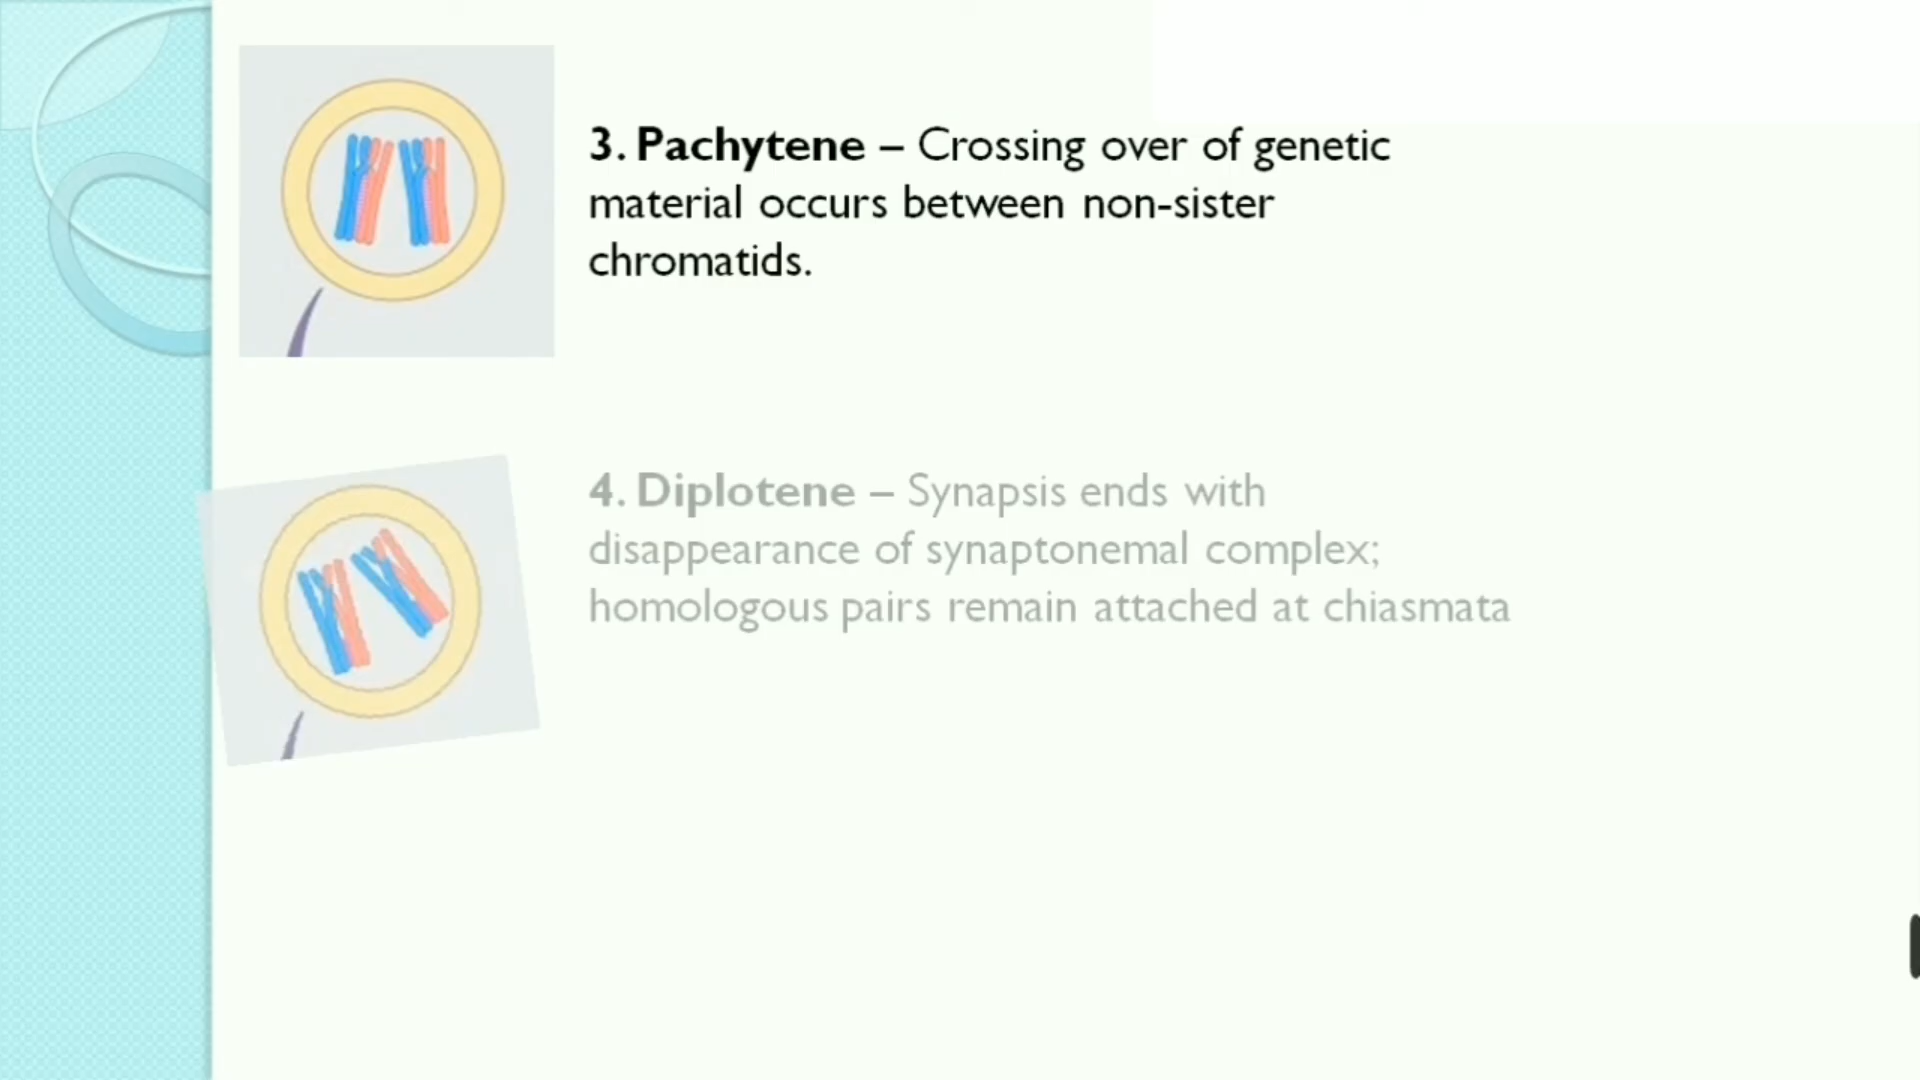 3. Pachytene – Crossing over of genetic
material occurs between non-sister
chromatids.
4. Diplotene – Synapsis ends with
disappearance of synaptonemal complex;
homologous pairs remain attached at chiasmata